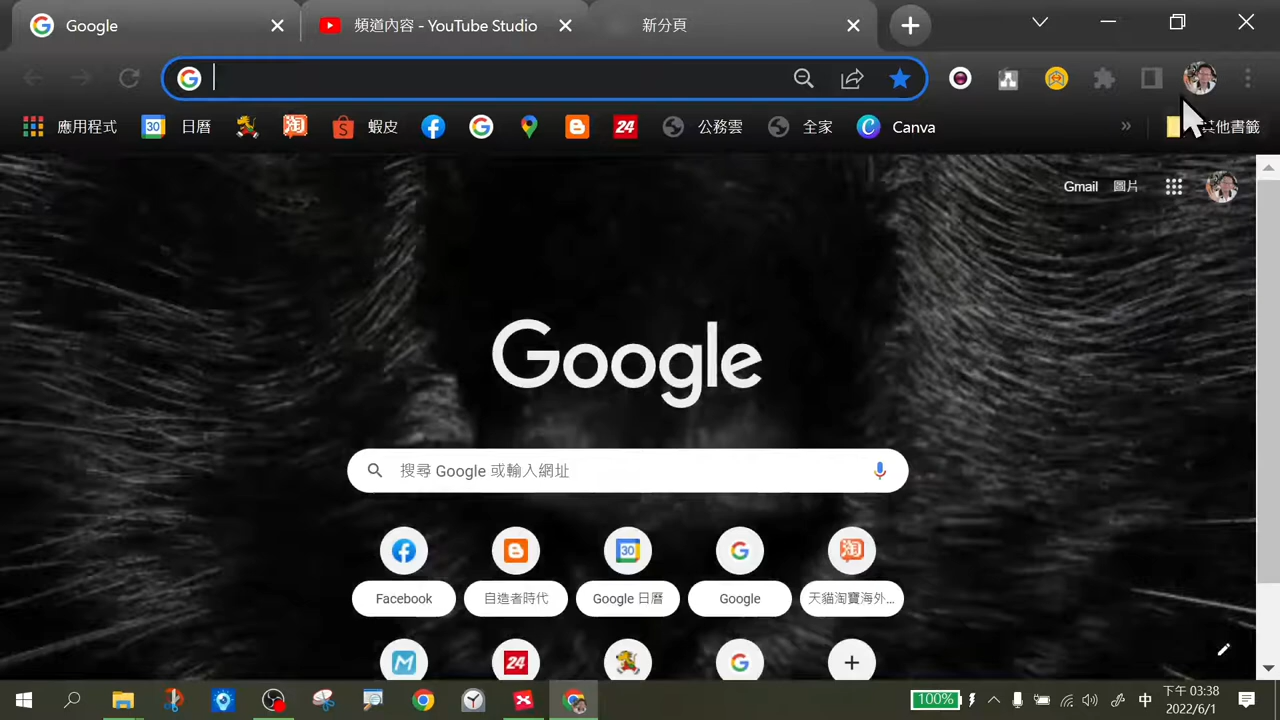 Google
頻道內容 - YouTube Studio
新分頁
應用程式
30
日曆
淘
蝦皮
24
公務雲
全家
Canva
»
其他書籤
Gmail
圖片
Google
搜尋 Google 或輸入網址
30
淘
Facebook
自造者時代
Google 日曆
Google
天貓淘寶海外...
24
100%
中
下午 03:38
2022/6/1